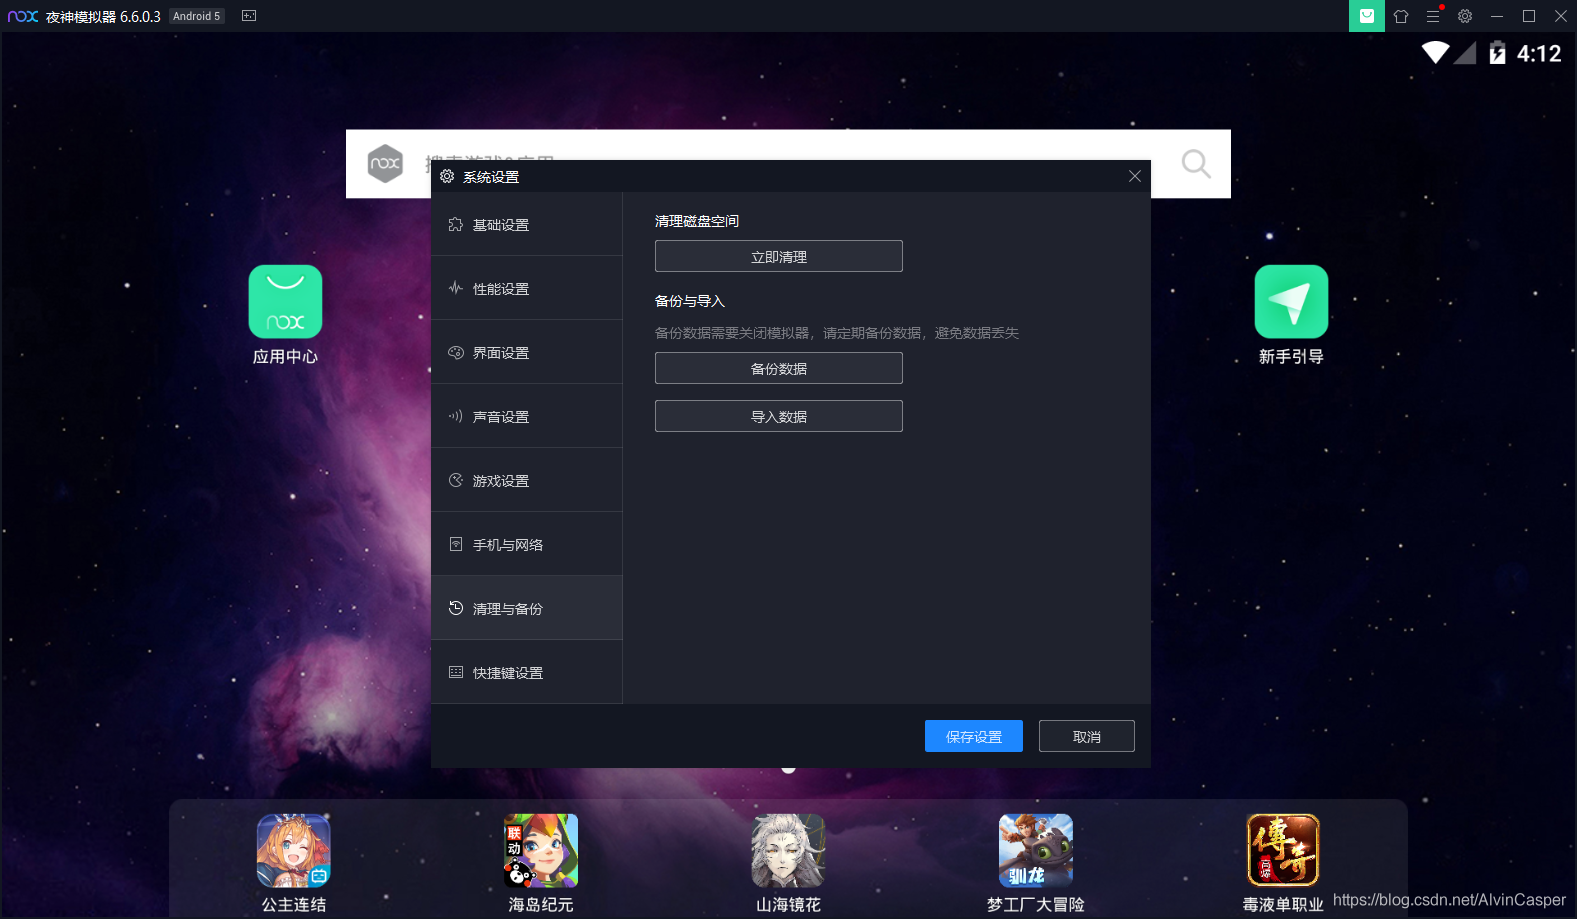 nox 夜神模拟器 6.6.0.3 Android 5
4:12
nox
系统设置
基础设置
性能设置
界面设置
声音设置
游戏设置
手机与网络
清理与备份
快捷键设置
清理磁盘空间
立即清理
备份与导入
备份数据需要关闭模拟器，请定期备份数据，避免数据丢失
备份数据
导入数据
保存设置
取消
nox
应用中心
新手引导
联动
驯龙
傳奇
公主连结
海岛纪元
山海镜花
梦工厂大冒险
毒液单职业
https://blog.csdn.net/AlvinCasper